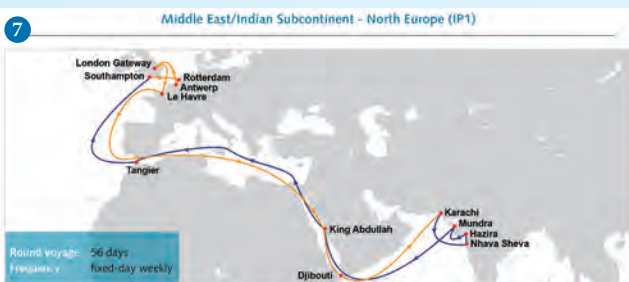 7
Middle East/Indian Subcontinent - North Europe (IP1)
London Gateway
Southampton
Rotterdam
Antwerp
Le Havre
Tangier
Karachi
Mundra
King Abdullah
Hazira
Nhava Sheva
Djibouti
Round voyage: 56 days
Frequency fixed-day weekly